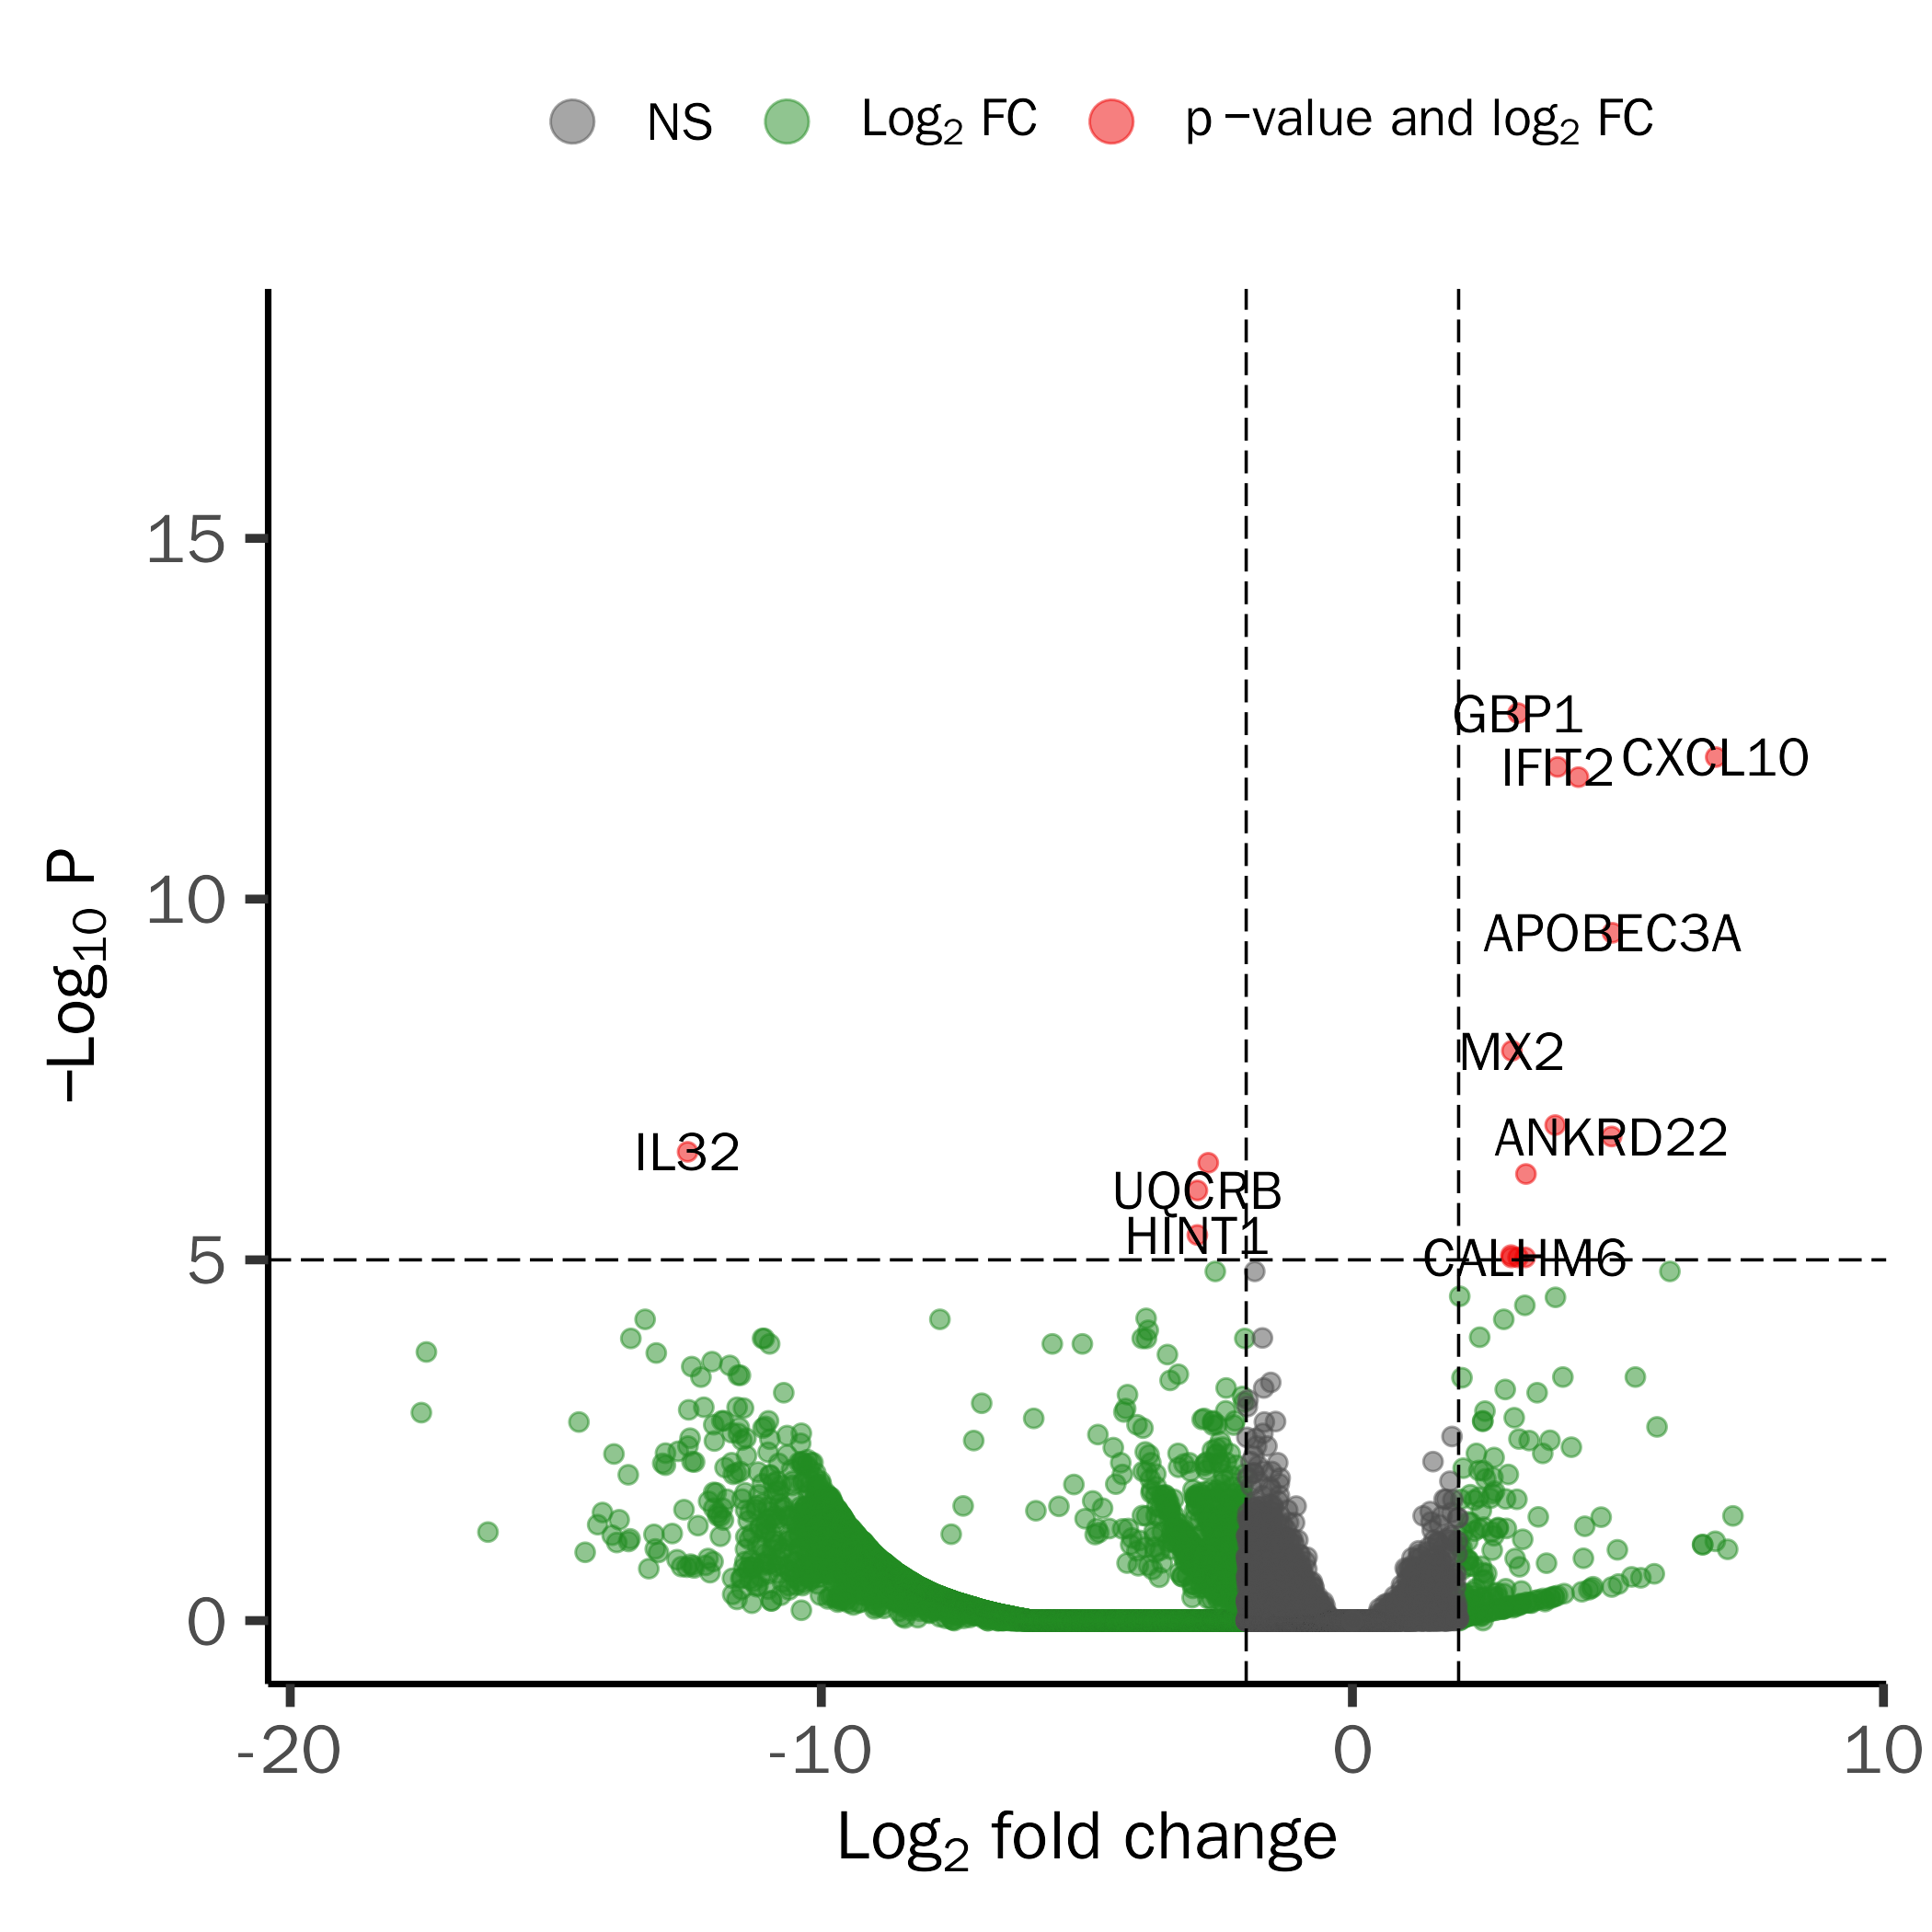 NS Log2 FC p −value and log2 FC
−Log10 P
15
10
5
0
GBP1
CXCL10
IFIT2
APOBEC3A
MX2
ANKRD22
IL32
UQCRB
HINT1
CALHM6
-20 -10 0 10
Log2 fold change